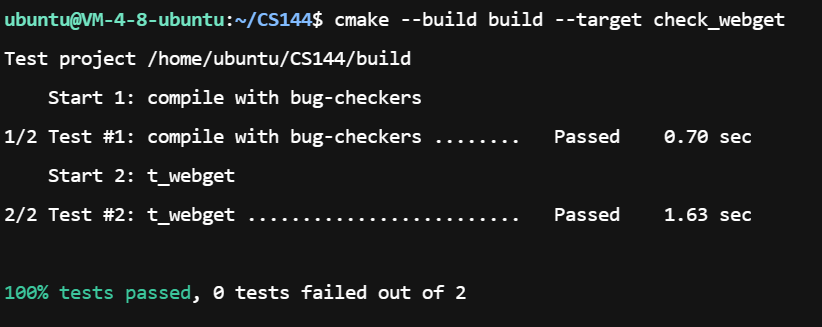 ubuntu@VM-4-8-ubuntu:~/CS144$ cmake --build build --target check_webget
Test project /home/ubuntu/CS144/build
    Start 1: compile with bug-checkers
1/2 Test #1: compile with bug-checkers ........   Passed    0.70 sec
    Start 2: t_webget
2/2 Test #2: t_webget .........................   Passed    1.63 sec
100% tests passed, 0 tests failed out of 2